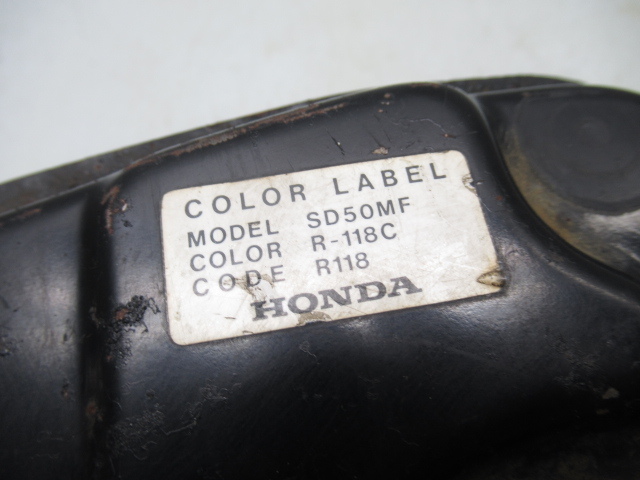 COLOR LABEL
MODEL SD50MF
COLOR R-118C
CODE R118
HONDA